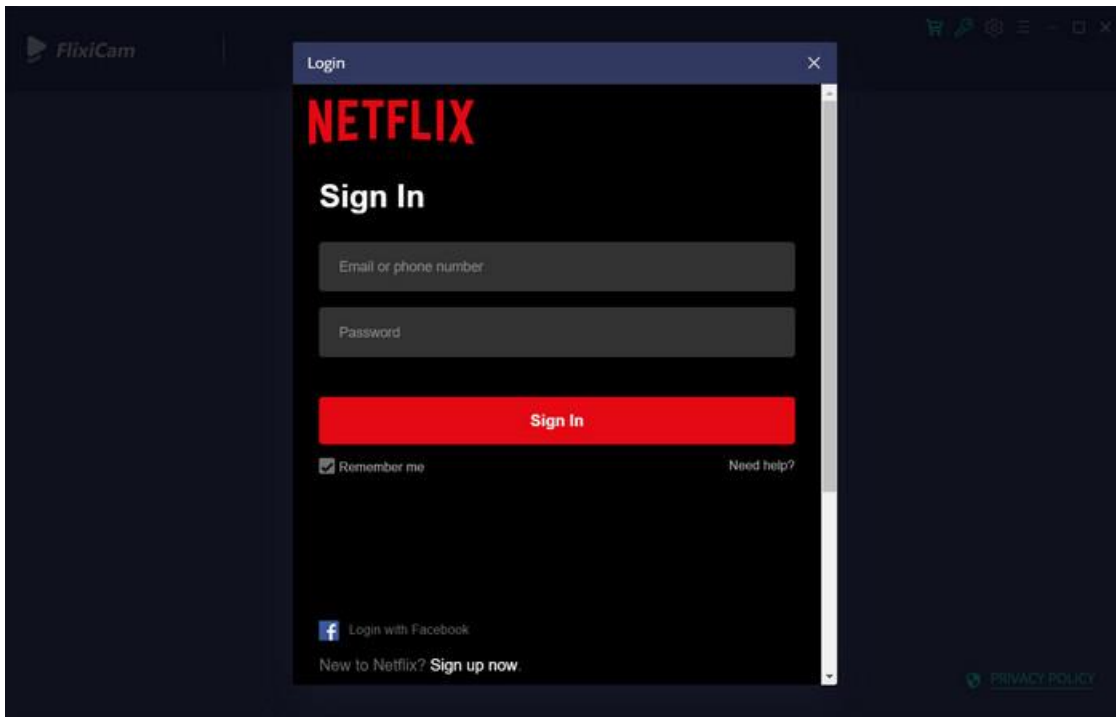 FlixiCam
Login
NETFLIX
Sign In
Email or phone number
Password
Sign In
Remember me
Need help?
Login with Facebook
New to Netflix? Sign up now.
PRIVACY POLICY